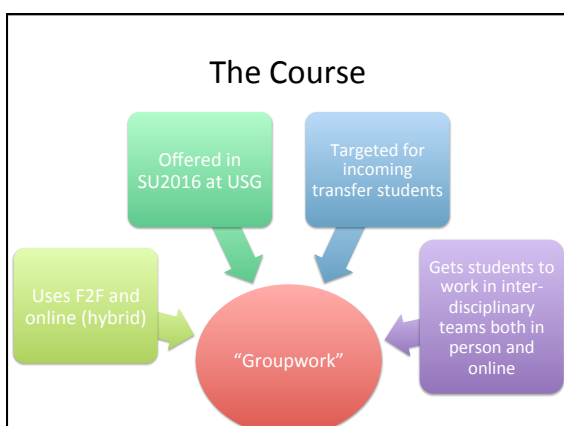 The Course
Offered in
SU2016 at USG
Targeted for
incoming
transfer students
Uses F2F and
online (hybrid)
Gets students to
work in inter-
disciplinary
teams both in
person and
online
“Groupwork”